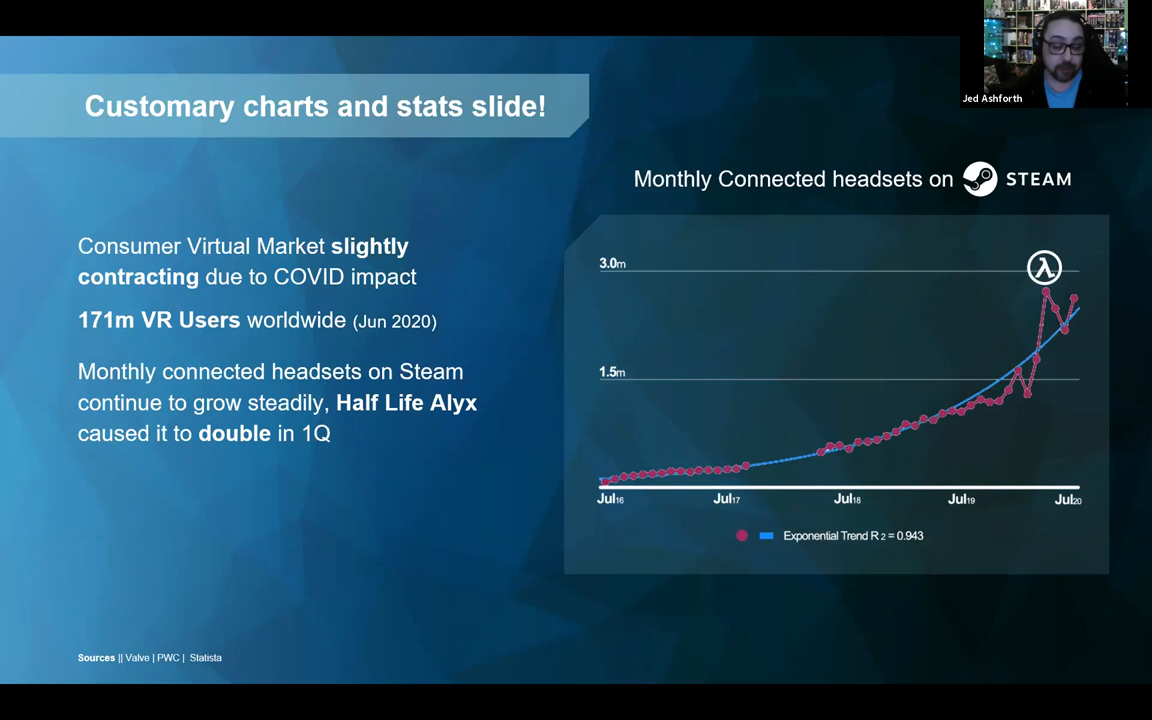 Jed Ashforth
Customary charts and stats slide!
Consumer Virtual Market slightly
contracting due to COVID impact
171m VR Users worldwide (Jun 2020)
Monthly connected headsets on Steam
continue to grow steadily, Half Life Alyx
caused it to double in 1Q
Monthly Connected headsets on STEAM
3.0m
λ
1.5m
Jul16 Jul17 Jul18 Jul19 Jul20
Exponential Trend R2 = 0.943
Sources || Valve | PWC | Statista